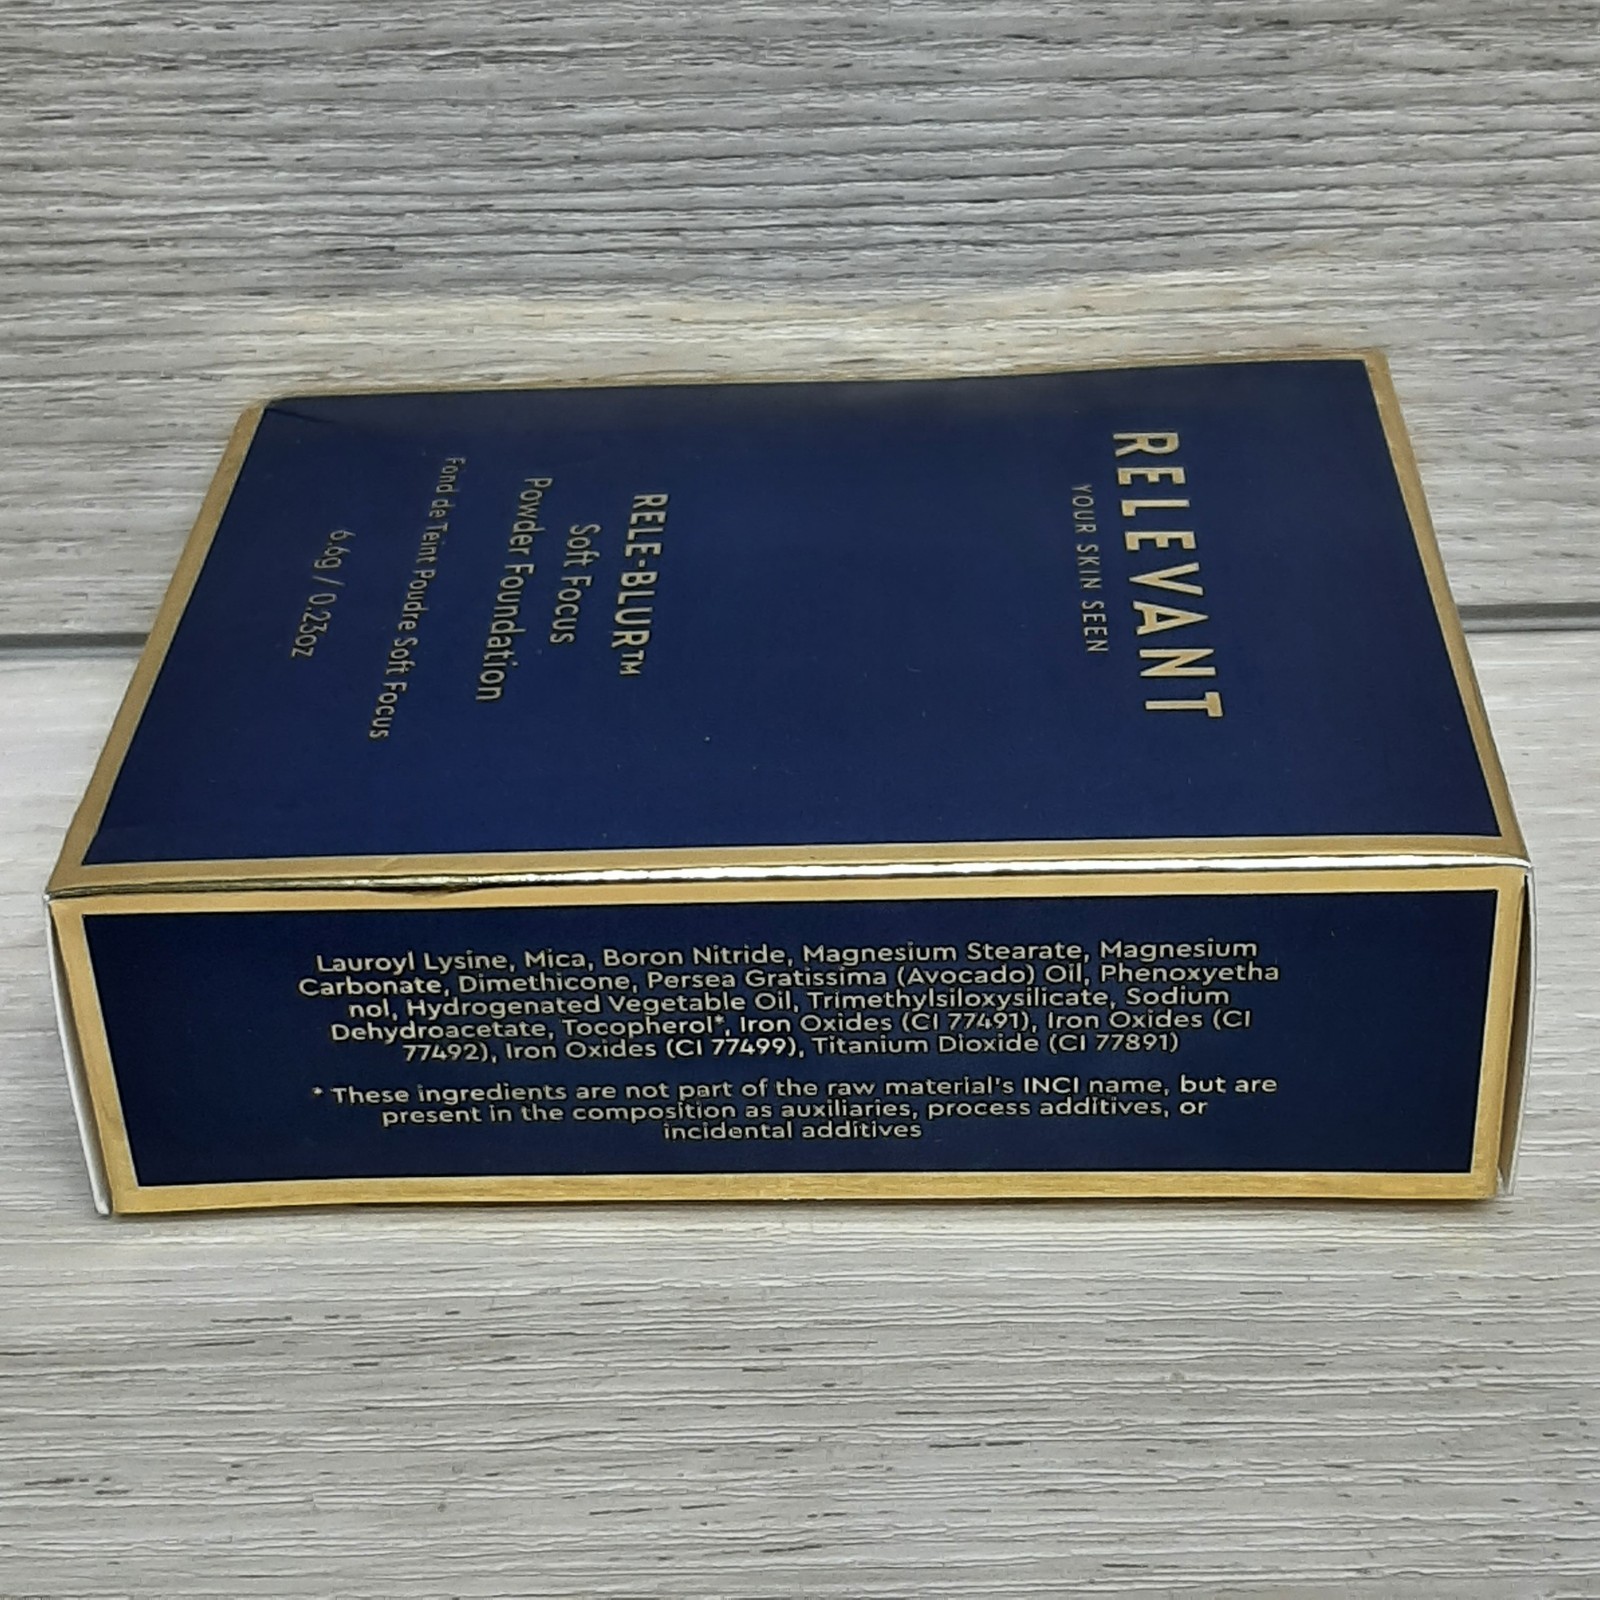 RELEVANT
YOUR SKIN SEEN
RELE-BLUR™
Soft Focus
Powder Foundation
Fond de Teint Poudre Soft Focus
6.6g / 0.23oz
Lauroyl Lysine, Mica, Boron Nitride, Magnesium Stearate, Magnesium
Carbonate, Dimethicone, Persea Gratissima (Avocado) Oil, Phenoxyetha
nol, Hydrogenated Vegetable Oil, Trimethylsiloxysilicate, Sodium
Dehydroacetate, Tocopherol*, Iron Oxides (CI 77491), Iron Oxides (CI
77492), Iron Oxides (CI 77499), Titanium Dioxide (CI 77891)
* These ingredients are not part of the raw material's INCI name, but are
present in the composition as auxiliaries, process additives, or
incidental additives